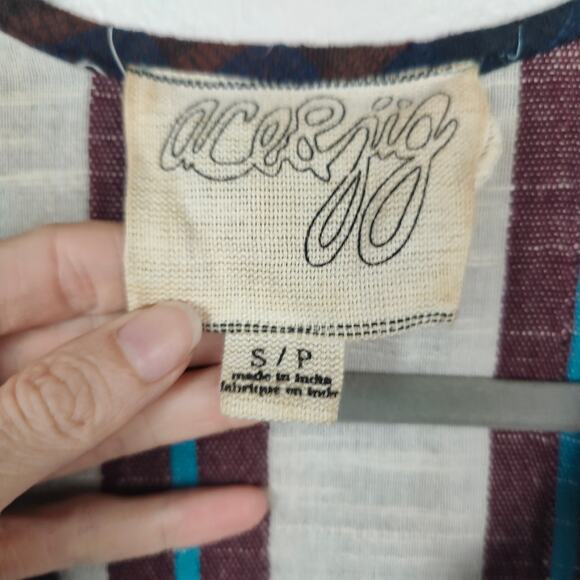 ace&jig
S / P
made in India
fabriqué en Inde